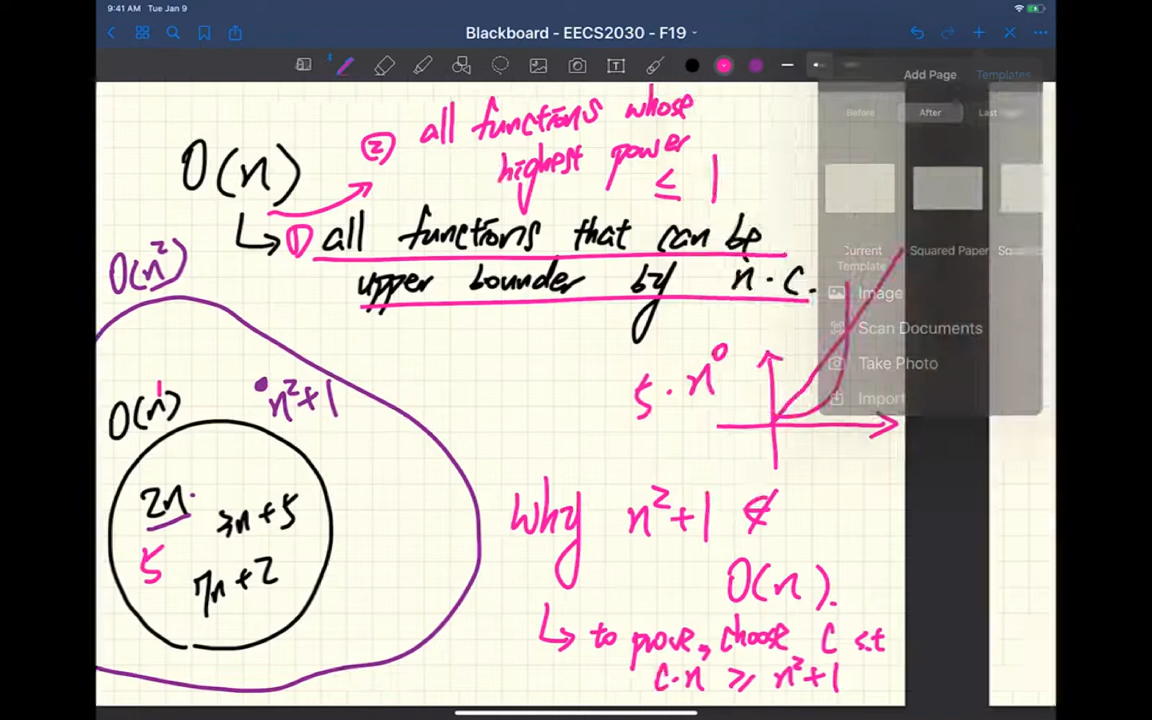 9:41 AM Tue Jan 9
Blackboard - EECS2030 - F19
Add Page
Templates
Before
After
Last
Current Template
Squared Paper
Image
Scan Documents
Take Photo
Import
O(n)
② all functions whose
highest power
≤ 1
↳ ① all functions that can be
upper bounder by n · c.
O(n²)
O(n¹)
n²+1
2n
3n+5
5
7n+2
5 · n⁰
Why n²+1 ∉
O(n).
↳ to prove, choose c s.t
c·n ≥ n²+1